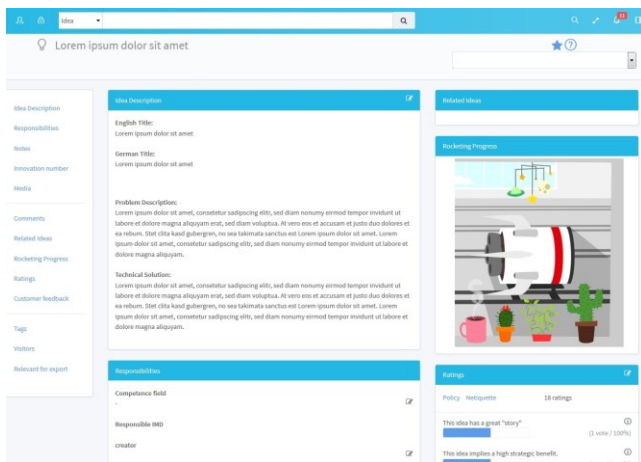 Idea
11
Lorem ipsum dolor sit amet
Idea Description
Responsibilities
Notes
Innovation number
Media
Comments
Related Ideas
Rocketing Progress
Ratings
Customer feedback
Tags
Visitors
Relevant for export
Idea Description
English Title:
Lorem ipsum dolor sit amet
German Title:
Lorem ipsum dolor sit amet
Problem Description:
Lorem ipsum dolor sit amet, consetetur sadipscing elitr, sed diam nonumy eirmod tempor invidunt ut
labore et dolore magna aliquyam erat, sed diam voluptua. At vero eos et accusam et justo duo dolores et
ea rebum. Stet clita kasd gubergren, no sea takimata sanctus est Lorem ipsum dolor sit amet. Lorem
ipsum dolor sit amet, consetetur sadipscing elitr, sed diam nonumy eirmod tempor invidunt ut labore et
dolore magna aliquyam.
Technical Solution:
Lorem ipsum dolor sit amet, consetetur sadipscing elitr, sed diam nonumy eirmod tempor invidunt ut
labore et dolore magna aliquyam erat, sed diam voluptua. At vero eos et accusam et justo duo dolores et
ea rebum. Stet clita kasd gubergren, no sea takimata sanctus est Lorem ipsum dolor sit amet. Lorem
ipsum dolor sit amet, consetetur sadipscing elitr, sed diam nonumy eirmod tempor invidunt ut labore et
dolore magna aliquyam.
Responsibilities
Competence field
-
Responsible IMD
creator
Related Ideas
Rocketing Progress
Ratings
Policy Netiquette 18 ratings
This idea has a great "story"
(1 vote / 100%)
This idea implies a high strategic benefit.